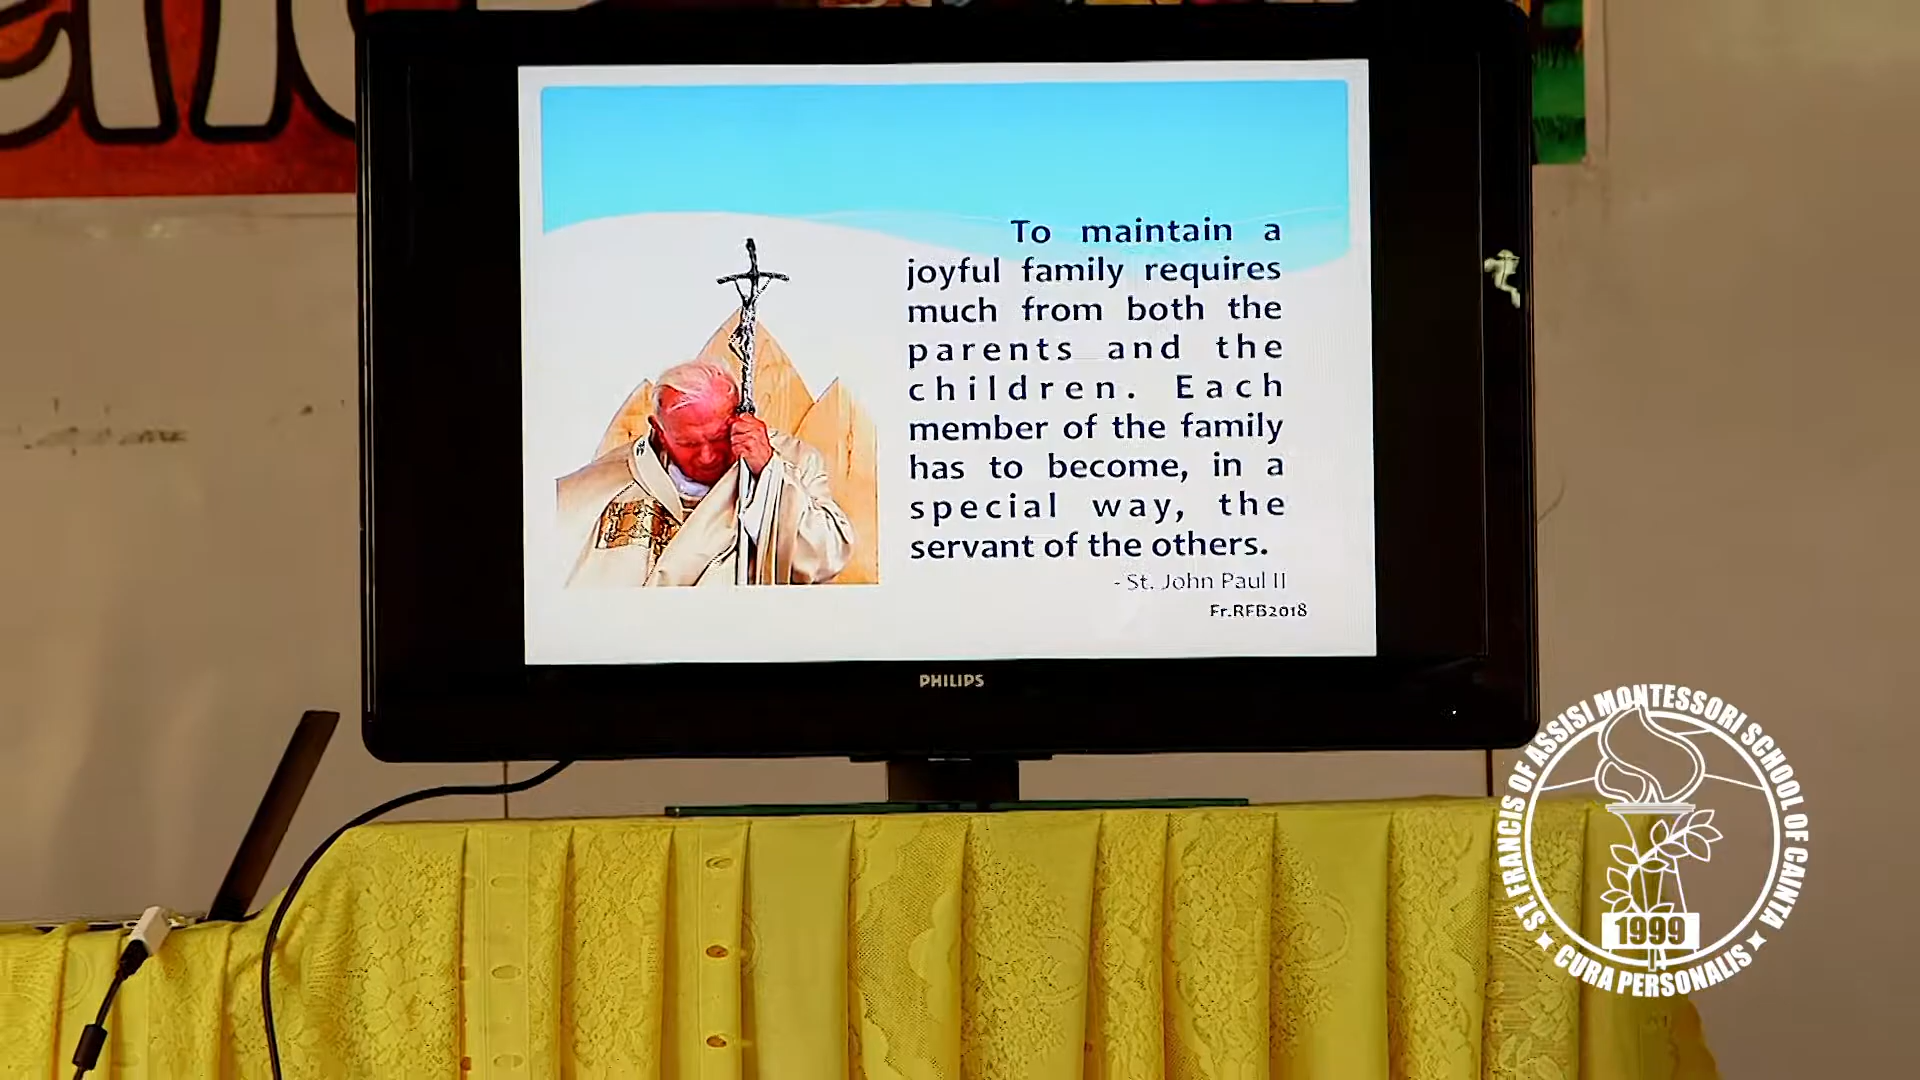 To maintain a
joyful family requires
much from both the
parents and the
children. Each
member of the family
has to become, in a
special way, the
servant of the others.
- St. John Paul II
Fr.RFB2018
PHILIPS
ST. FRANCIS OF ASSISI MONTESSORI SCHOOL OF CAINTA
1999
CURA PERSONALIS